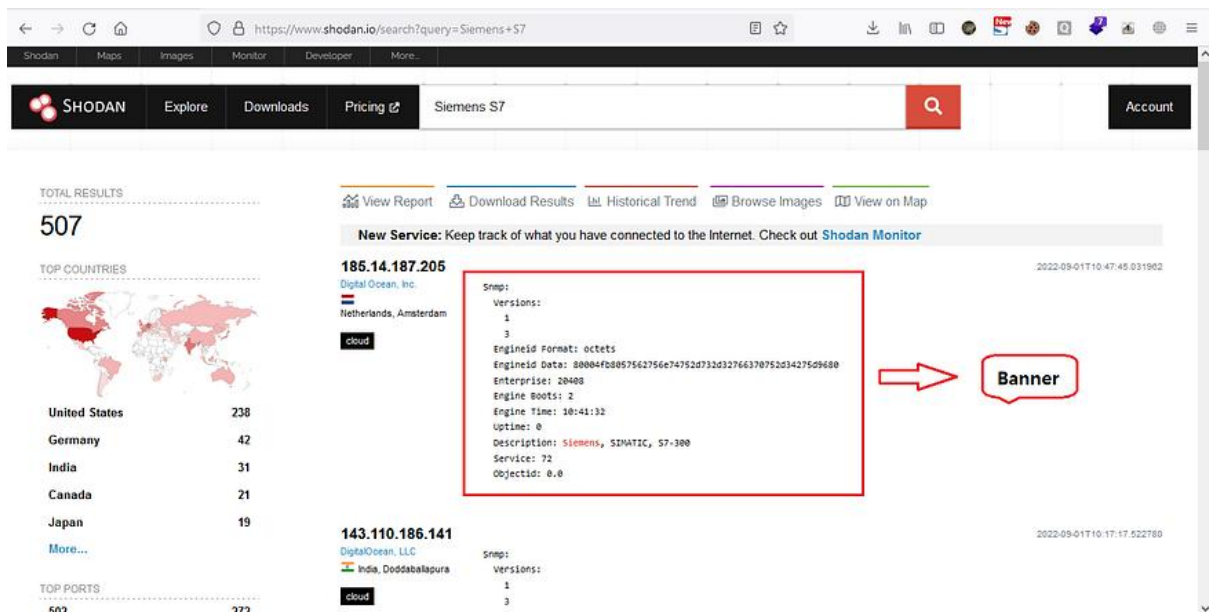 https://www.shodan.io/search?query=Siemens+S7
New
7
Shodan Maps Images Monitor Developer More...
SHODAN Explore Downloads Pricing Siemens S7 Account
TOTAL RESULTS
507
TOP COUNTRIES
United States 238
Germany 42
India 31
Canada 21
Japan 19
More...
TOP PORTS
502 273
View Report Download Results Historical Trend Browse Images View on Map
New Service: Keep track of what you have connected to the Internet. Check out Shodan Monitor
185.14.187.205
2022-09-01T10:47:45.031962
Digital Ocean, Inc.
Netherlands, Amsterdam
cloud
Snmp:
Versions:
1
3
Engineid Format: octets
Engineid Data: 80004fb8057562756e74752d732d32766370752d34275d9680
Enterprise: 20408
Engine Boots: 2
Engine Time: 10:41:32
Uptime: 0
Description: Siemens, SIMATIC, S7-300
Service: 72
Objectid: 0.0
Banner
143.110.186.141
2022-09-01T10:17:17.522780
DigitalOcean, LLC
India, Doddaballapura
cloud
Snmp:
Versions:
1
3